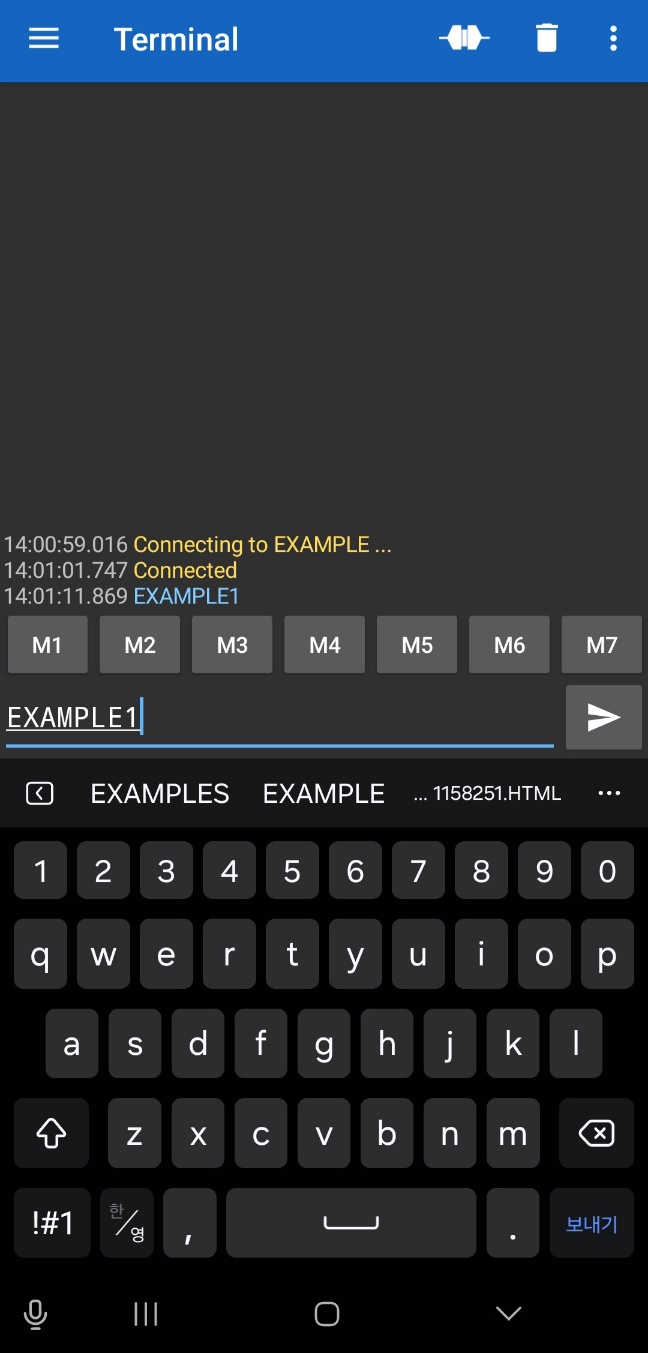 Terminal
14:00:59.016 Connecting to EXAMPLE ...
14:01:01.747 Connected
14:01:11.869 EXAMPLE1
M1 M2 M3 M4 M5 M6 M7
EXAMPLE1
EXAMPLES EXAMPLE ... 1158251.HTML ...
1 2 3 4 5 6 7 8 9 0
q w e r t y u i o p
a s d f g h j k l
z x c v b n m
!#1 한/영 , . 보내기